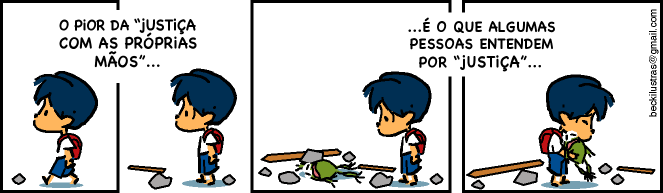 O PIOR DA “JUSTIÇA
COM AS PRÓPRIAS
MÃOS”...
...É O QUE ALGUMAS
PESSOAS ENTENDEM
POR “JUSTIÇA”...
beckilustras@gmail.com